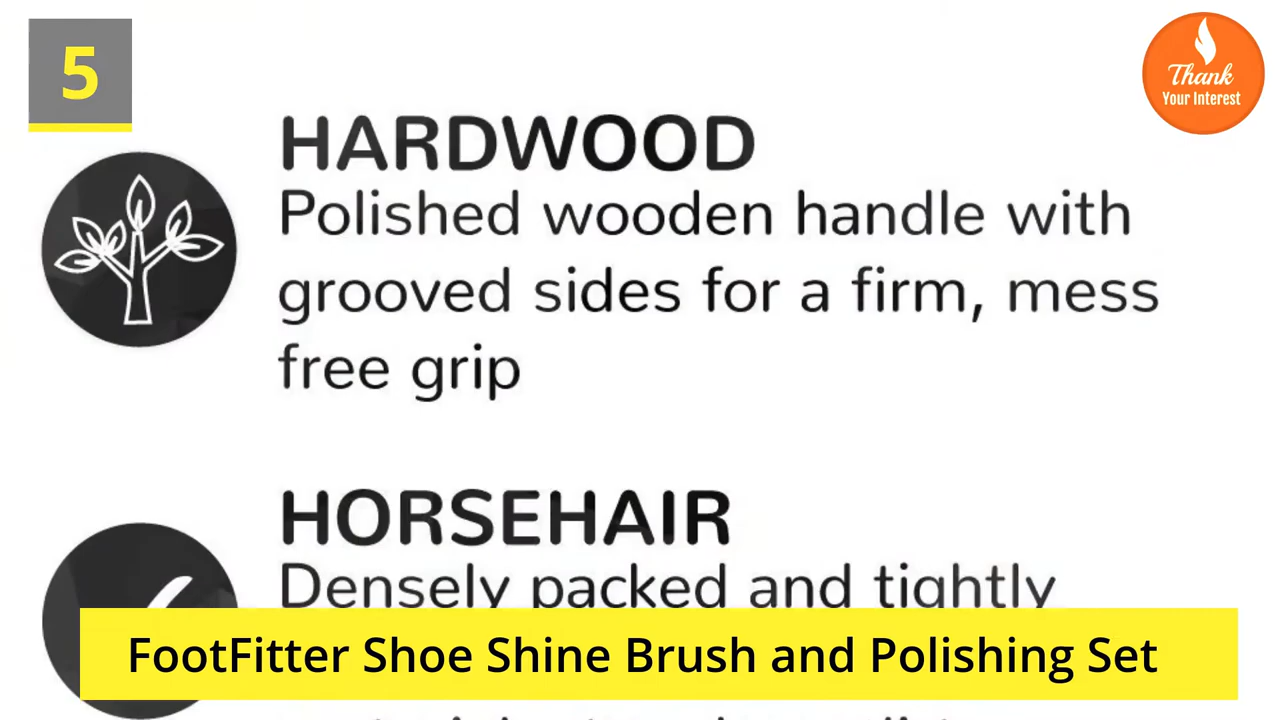 5
Thank
Your Interest
HARDWOOD
Polished wooden handle with
grooved sides for a firm, mess
free grip
HORSEHAIR
Densely packed and tightly
FootFitter Shoe Shine Brush and Polishing Set